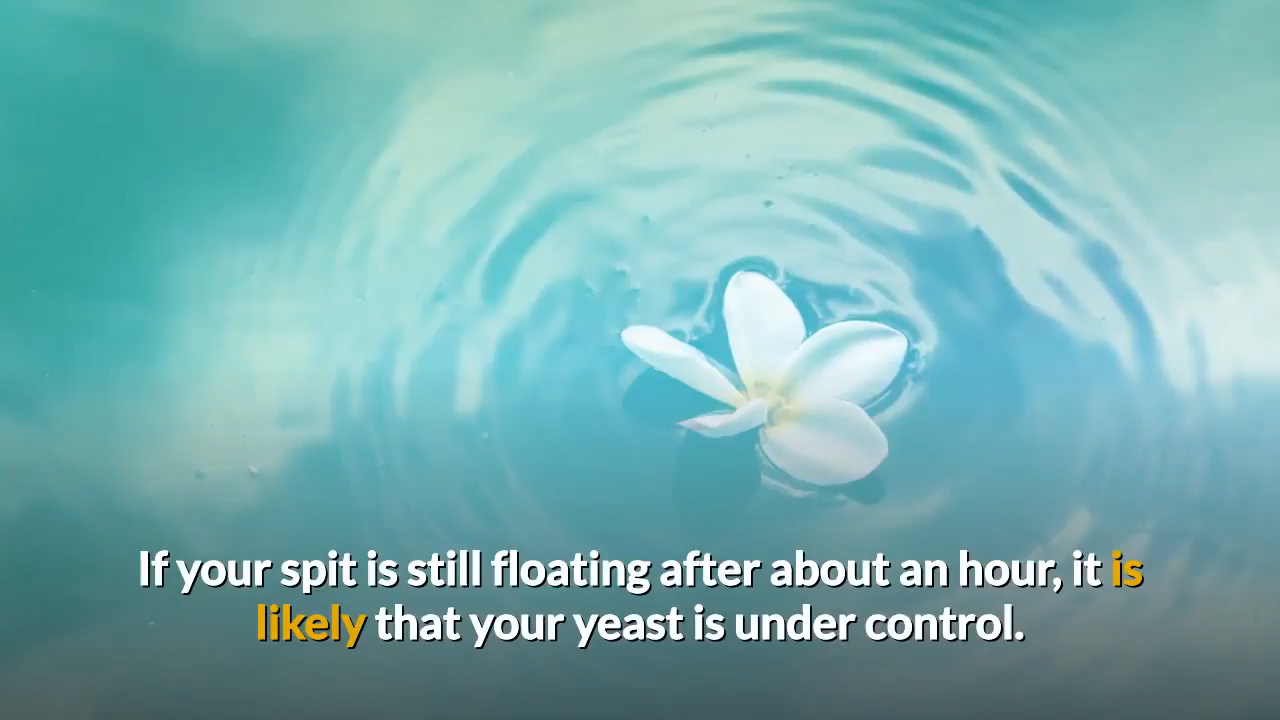 If your spit is still floating after about an hour, it is
likely that your yeast is under control.